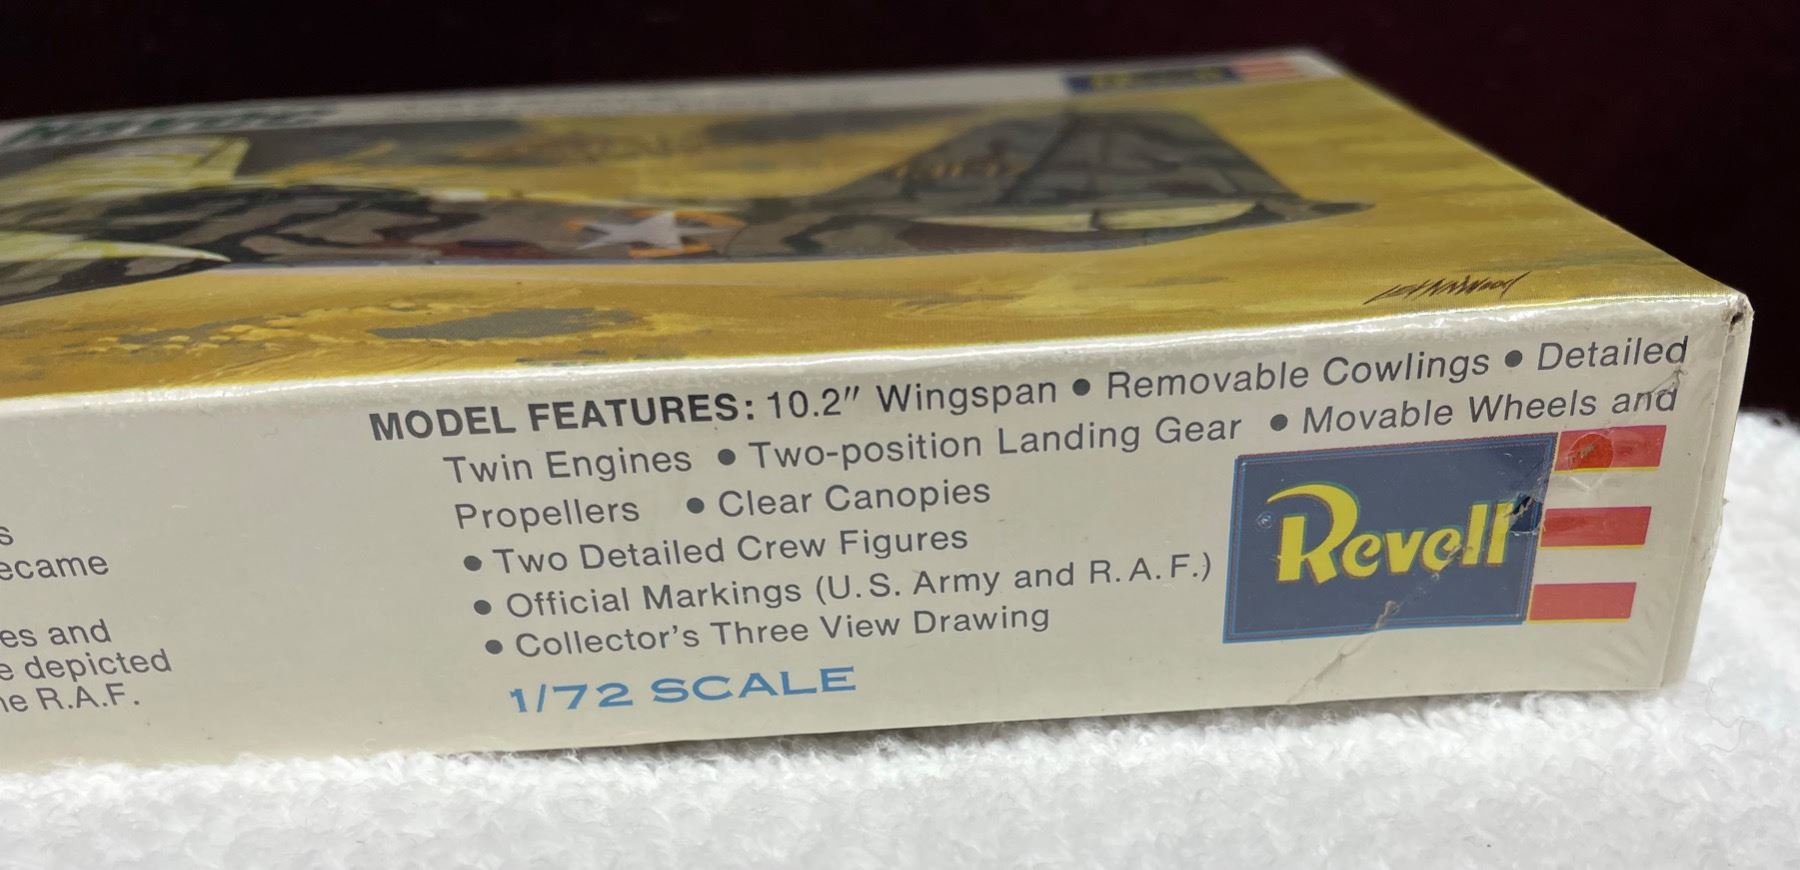 Revell
MODEL FEATURES: 10.2" Wingspan ● Removable Cowlings ● Detailed
Twin Engines ● Two-position Landing Gear ● Movable Wheels and
Propellers ● Clear Canopies
● Two Detailed Crew Figures
● Official Markings (U.S. Army and R.A.F.)
● Collector's Three View Drawing
1/72 SCALE
Revell
s
ecame
es and
e depicted
he R.A.F.